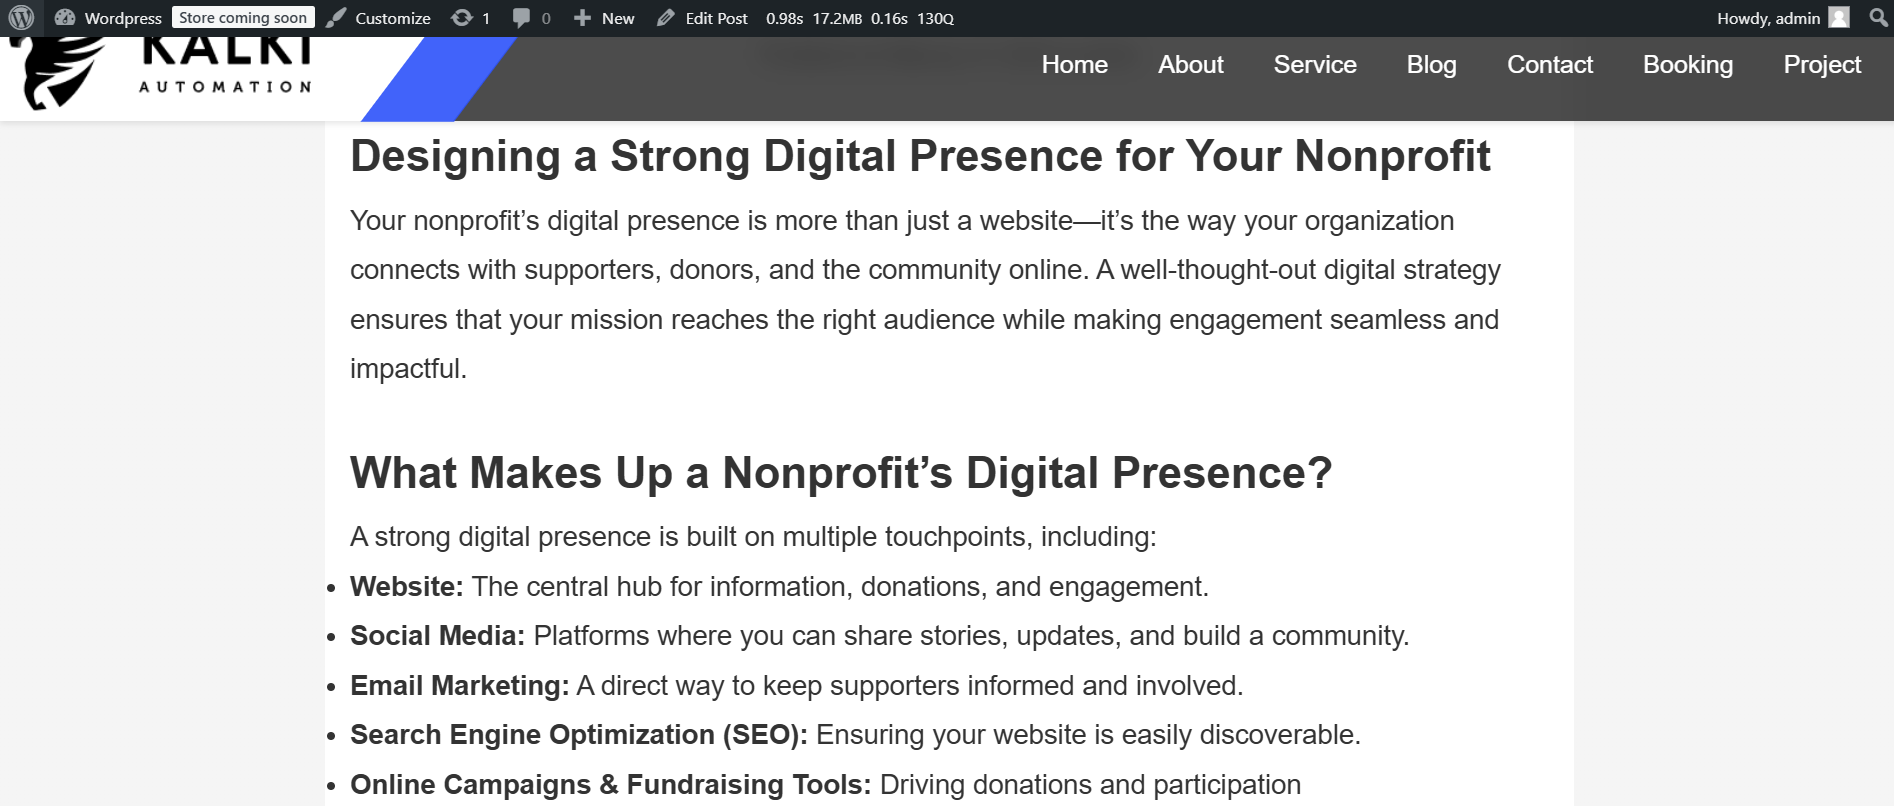 Wordpress Store coming soon Customize 1 0 New Edit Post 0.98s 17.2MB 0.16s 130Q Howdy, admin
KALKI
AUTOMATION
Home About Service Blog Contact Booking Project
Designing a Strong Digital Presence for Your Nonprofit
Your nonprofit’s digital presence is more than just a website—it’s the way your organization
connects with supporters, donors, and the community online. A well-thought-out digital strategy
ensures that your mission reaches the right audience while making engagement seamless and
impactful.
What Makes Up a Nonprofit’s Digital Presence?
A strong digital presence is built on multiple touchpoints, including:
• Website: The central hub for information, donations, and engagement.
• Social Media: Platforms where you can share stories, updates, and build a community.
• Email Marketing: A direct way to keep supporters informed and involved.
• Search Engine Optimization (SEO): Ensuring your website is easily discoverable.
• Online Campaigns & Fundraising Tools: Driving donations and participation